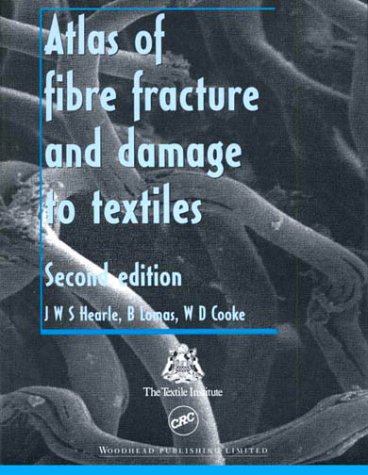 Atlas of
fibre fracture
and damage
to textiles
Second edition
J W S Hearle, B Lomas, W D Cooke
The Textile Institute
CRC
WOODHEAD PUBLISHING LIMITED